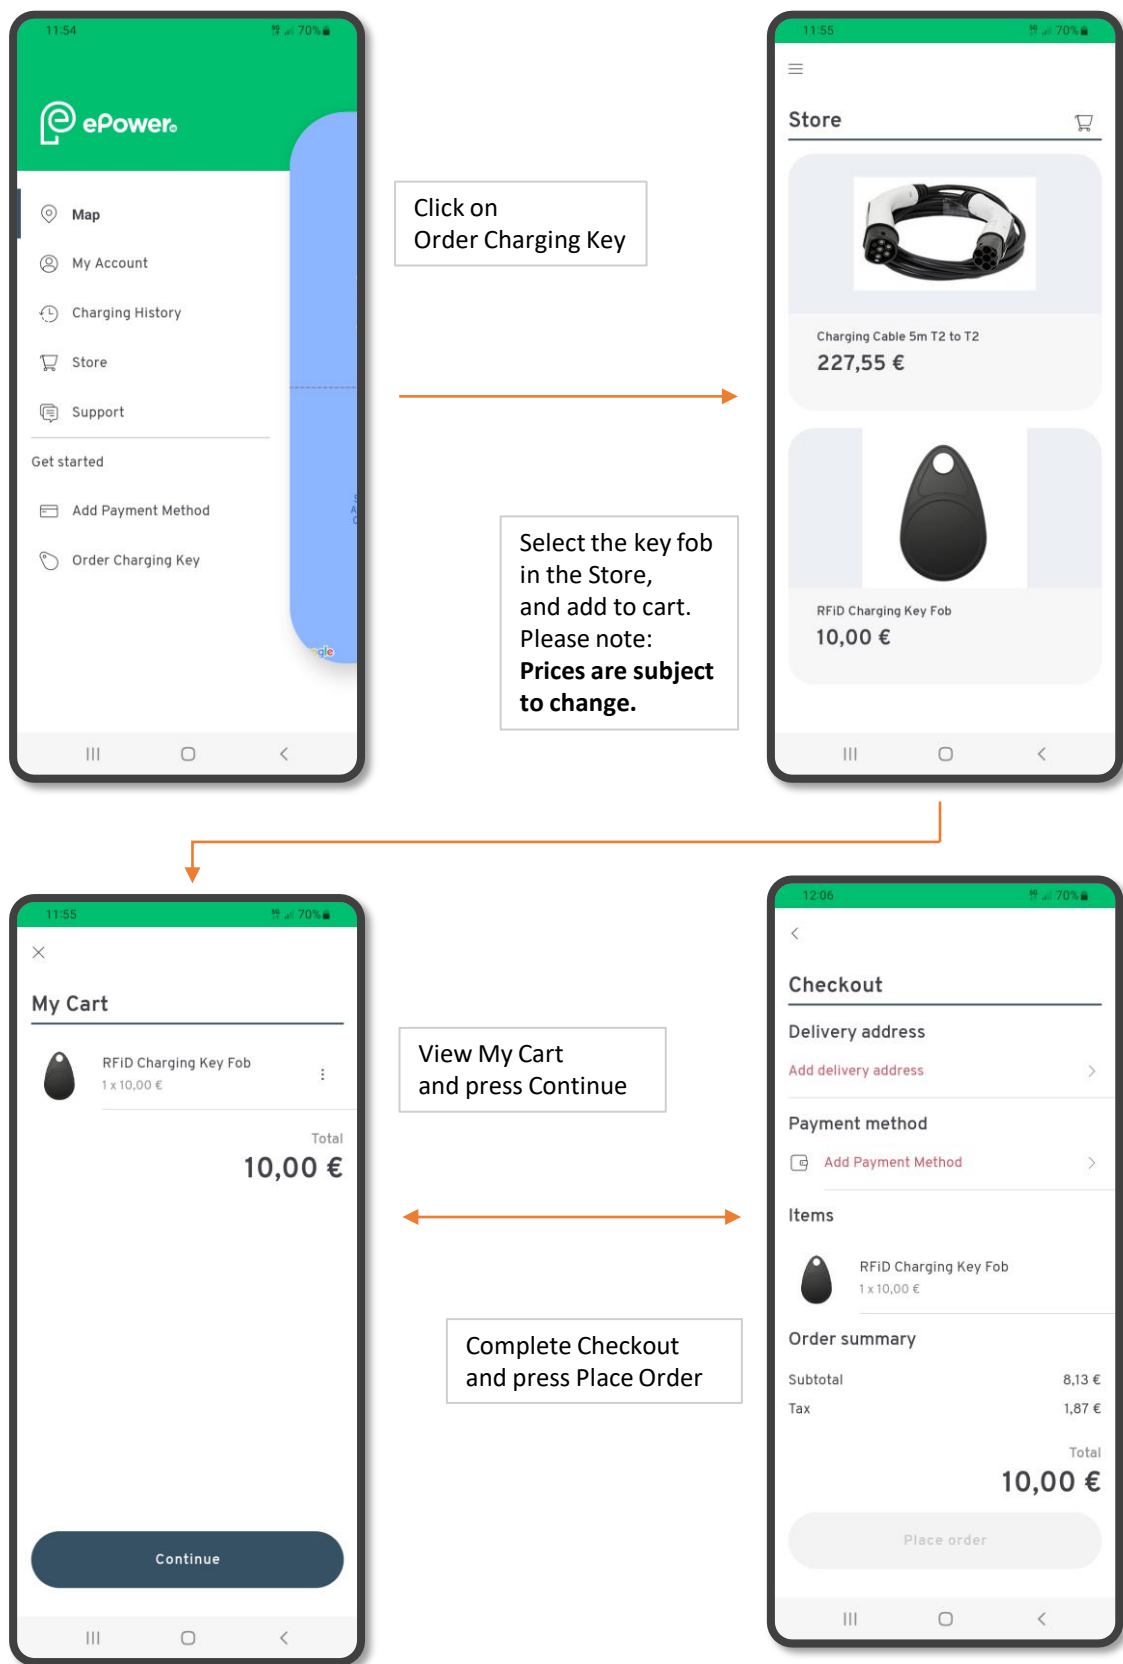 11:54
70%
ePower
Map
My Account
Charging History
Store
Support
Get started
Add Payment Method
Order Charging Key
Click on
Order Charging Key
11:55
70%
Store
Charging Cable 5m T2 to T2
227,55 €
RFiD Charging Key Fob
10,00 €
Select the key fob
in the Store,
and add to cart.
Please note:
Prices are subject
to change.
11:55
70%
My Cart
RFiD Charging Key Fob
1 x 10,00 €
Total
10,00 €
Continue
View My Cart
and press Continue
Complete Checkout
and press Place Order
12:06
70%
Checkout
Delivery address
Add delivery address
Payment method
Add Payment Method
Items
RFiD Charging Key Fob
1 x 10,00 €
Order summary
Subtotal 8,13 €
Tax 1,87 €
Total
10,00 €
Place order